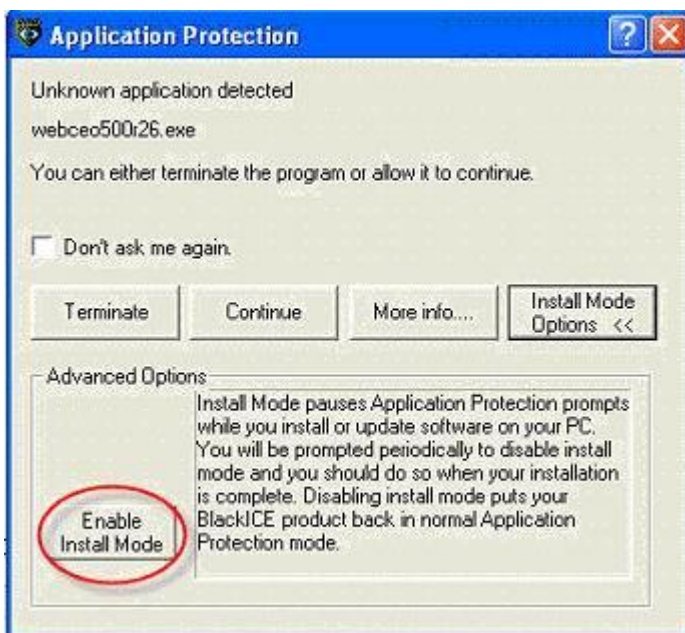 Application Protection
Unknown application detected
webceo500r26.exe
You can either terminate the program or allow it to continue.
Don't ask me again.
Terminate
Continue
More info....
Install Mode
Options <<
Advanced Options
Install Mode pauses Application Protection prompts
while you install or update software on your PC.
You will be prompted periodically to disable install
mode and you should do so when your installation
is complete. Disabling install mode puts your
BlackICE product back in normal Application
Protection mode.
Enable
Install Mode